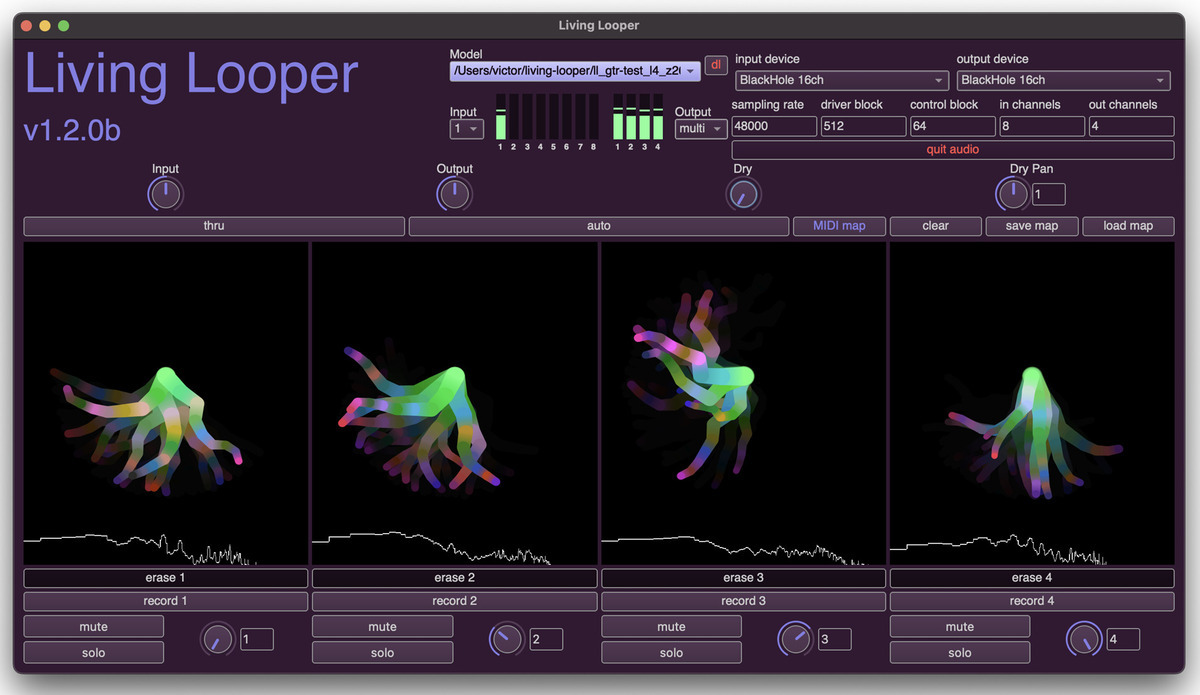 Living Looper
Living Looper
v1.2.0b
Model
/Users/victor/living-looper/ll_gtr-test_l4_z2
dl
input device
BlackHole 16ch
output device
BlackHole 16ch
Input
1
1 2 3 4 5 6 7 8
1 2 3 4
Output
multi
sampling rate
48000
driver block
512
control block
64
in channels
8
out channels
4
quit audio
Input
Output
Dry
Dry Pan
1
thru
auto
MIDI map
clear
save map
load map
erase 1
erase 2
erase 3
erase 4
record 1
record 2
record 3
record 4
mute
solo
1
mute
solo
2
mute
solo
3
mute
solo
4